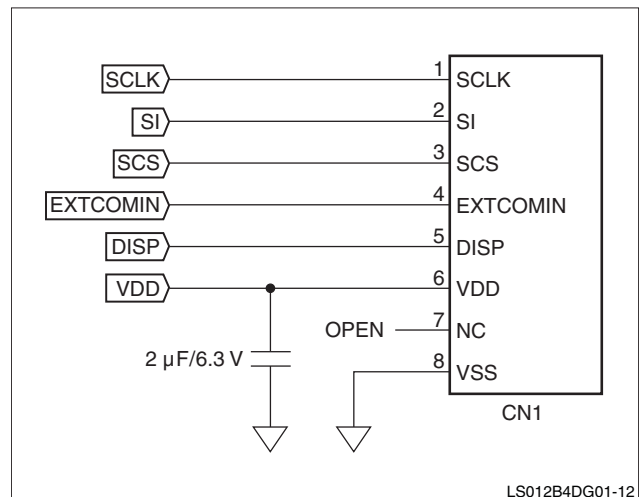 SCLK 1 SCLK
SI 2 SI
SCS 3 SCS
EXTCOMIN 4 EXTCOMIN
DISP 5 DISP
VDD 6 VDD
OPEN 7 NC
2 µF/6.3 V 8 VSS
CN1
LS012B4DG01-12